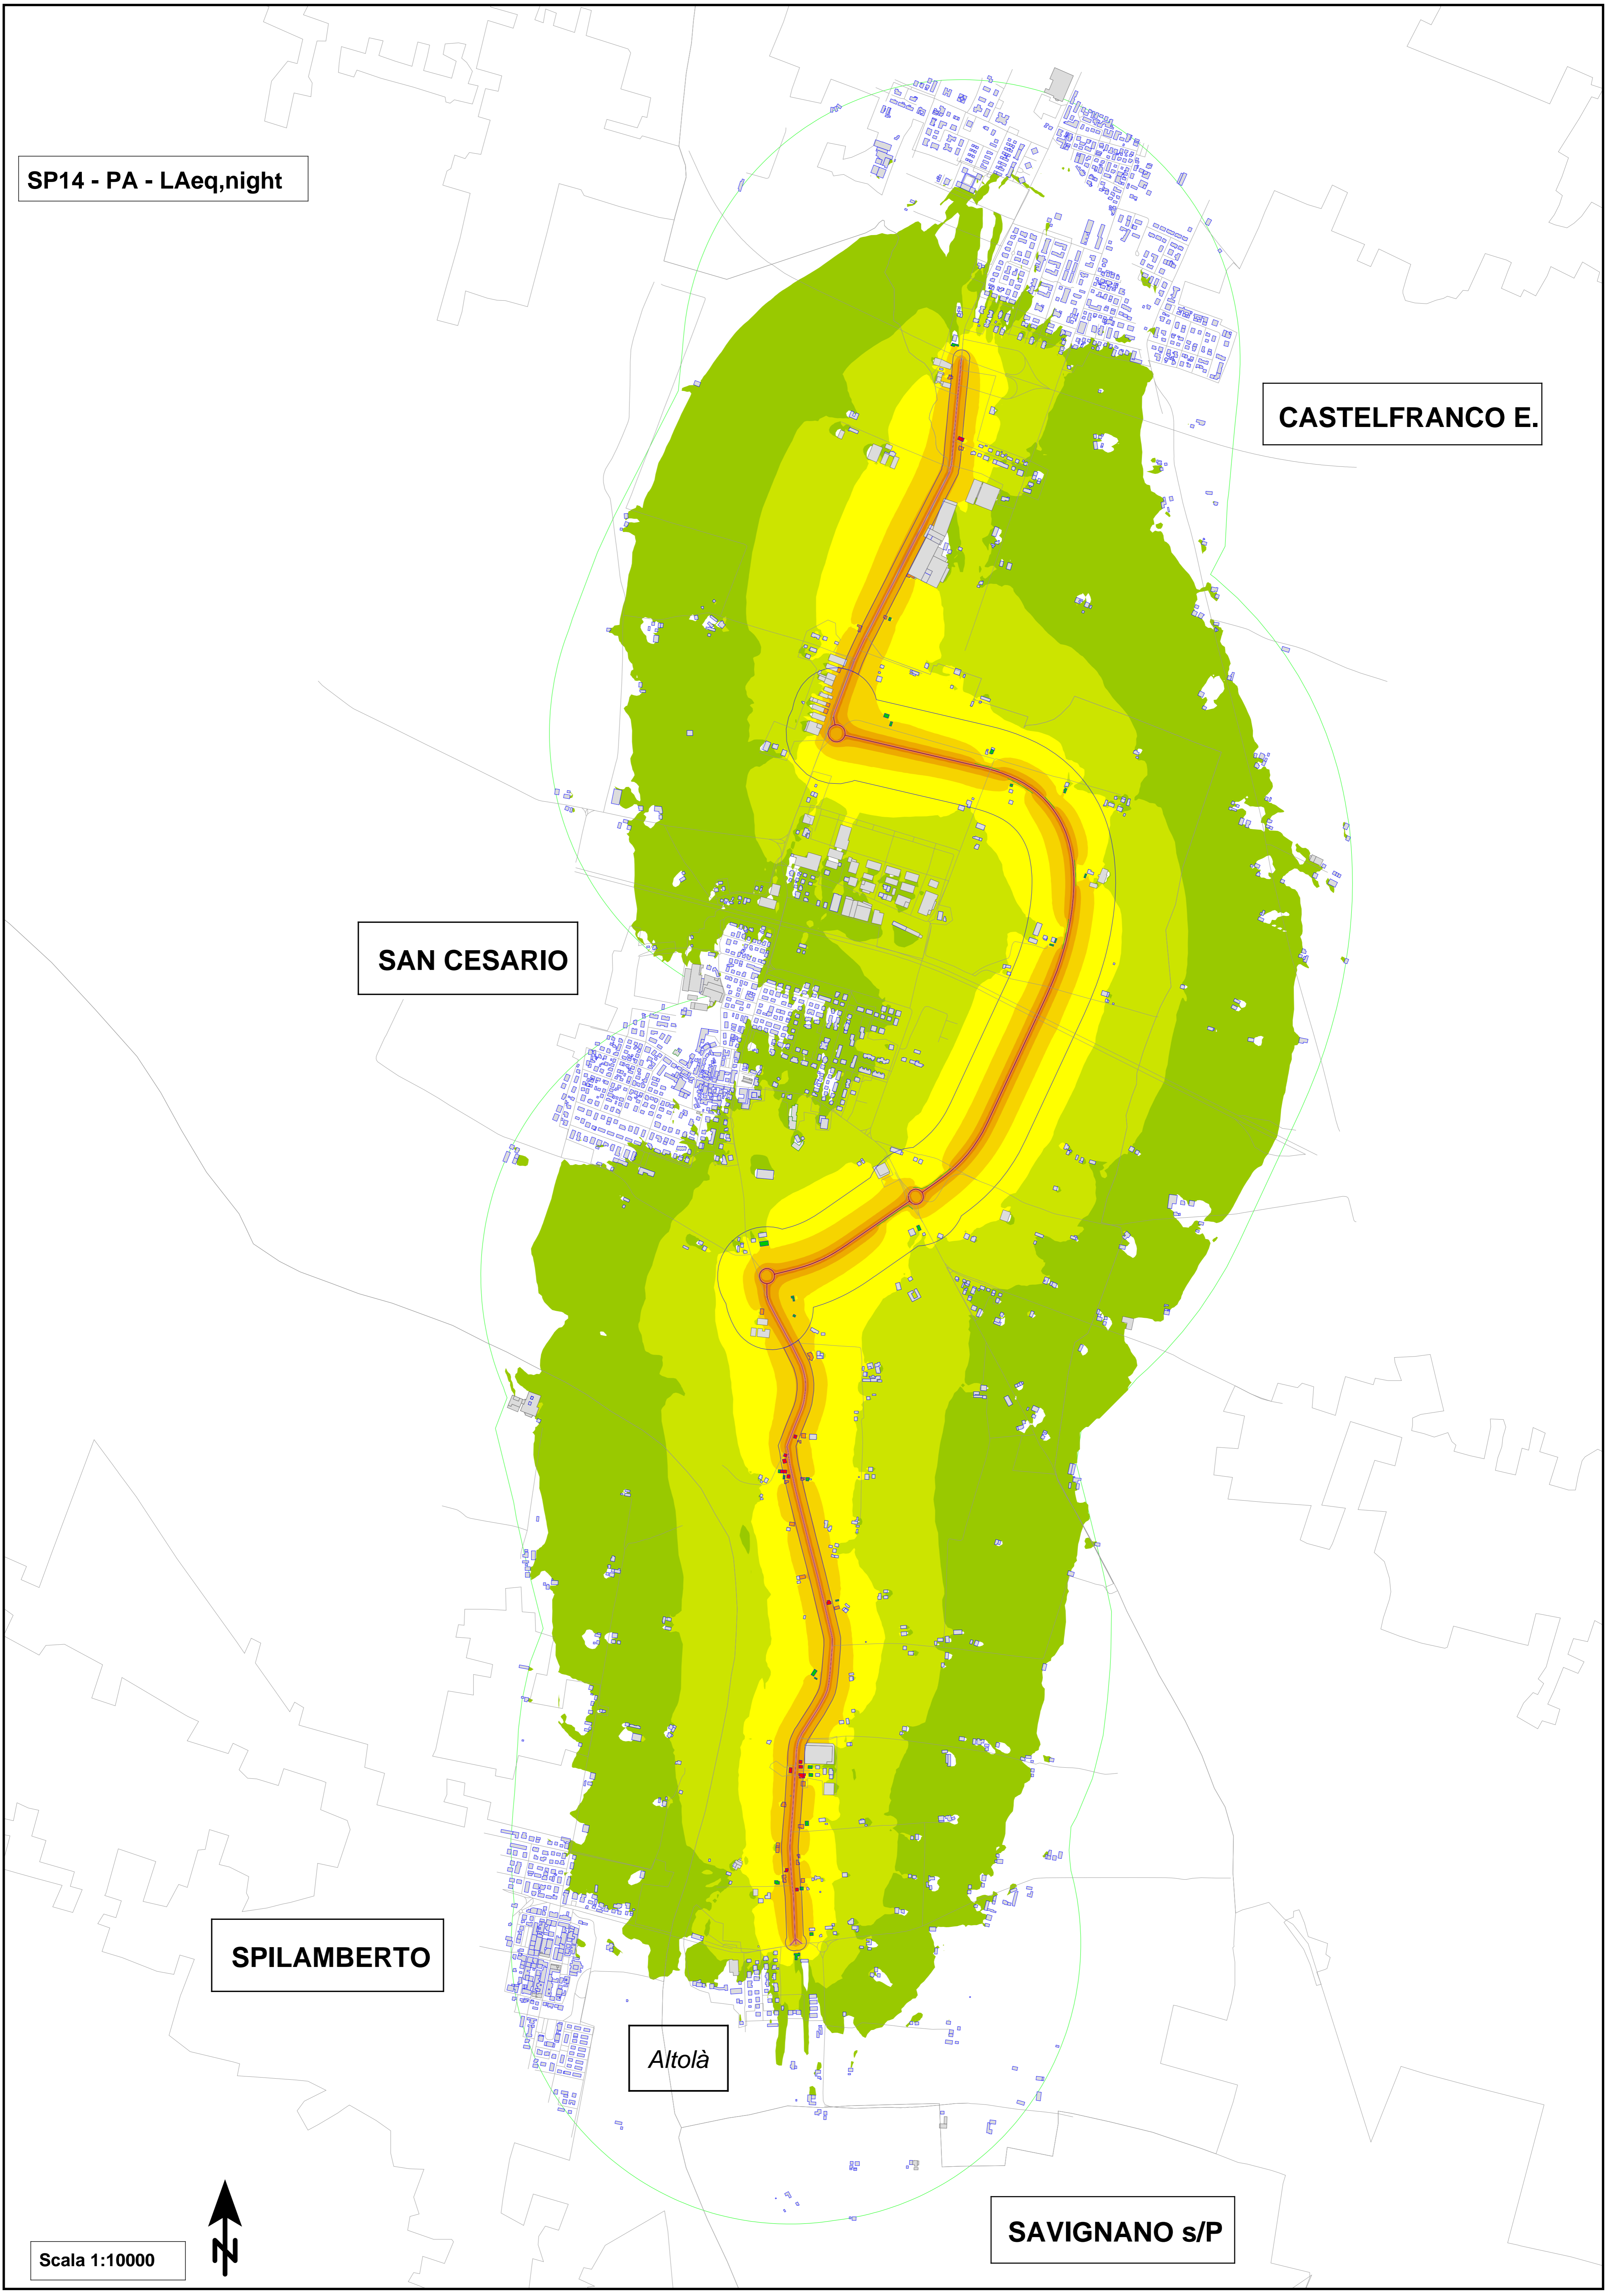 SP14 - PA - LAeq,night
CASTELFRANCO E.
SAN CESARIO
SPILAMBERTO
Altolà
SAVIGNANO s/P
Scala 1:10000
N